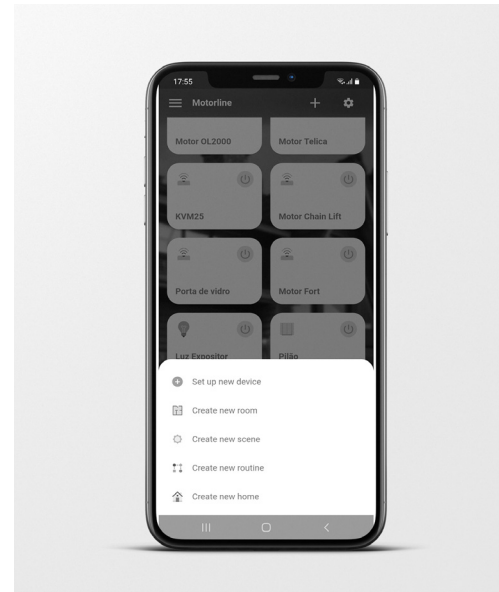 17:55
Motorline
Motor OL2000
Motor Telica
KVM25
Motor Chain Lift
Porta de vidro
Motor Fort
Luz Expositor
Pilão
Set up new device
Create new room
Create new scene
Create new routine
Create new home